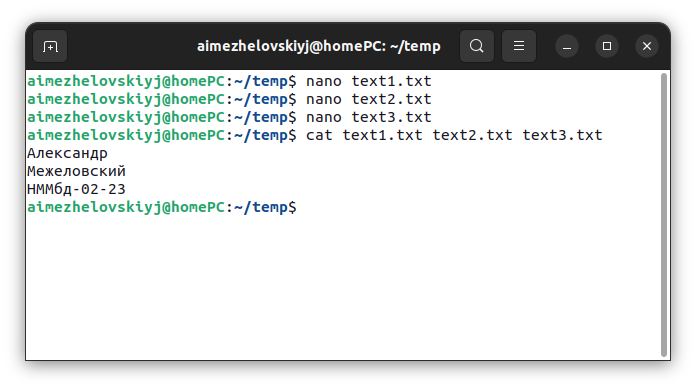 aimezhelovskiyj@homePC: ~/temp
aimezhelovskiyj@homePC:~/temp$ nano text1.txt
aimezhelovskiyj@homePC:~/temp$ nano text2.txt
aimezhelovskiyj@homePC:~/temp$ nano text3.txt
aimezhelovskiyj@homePC:~/temp$ cat text1.txt text2.txt text3.txt
Александр
Межеловский
НММбд-02-23
aimezhelovskiyj@homePC:~/temp$